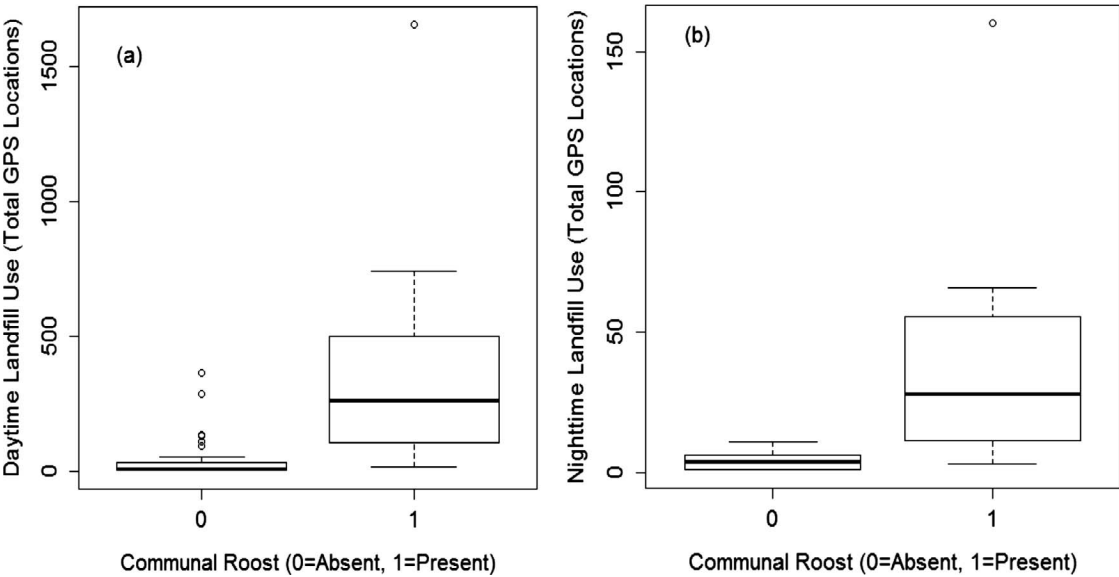 (a)
Daytime Landfill Use (Total GPS Locations)
1500
1000
500
0
0 1
Communal Roost (0=Absent, 1=Present)
(b)
Nighttime Landfill Use (Total GPS Locations)
150
100
50
0
0 1
Communal Roost (0=Absent, 1=Present)